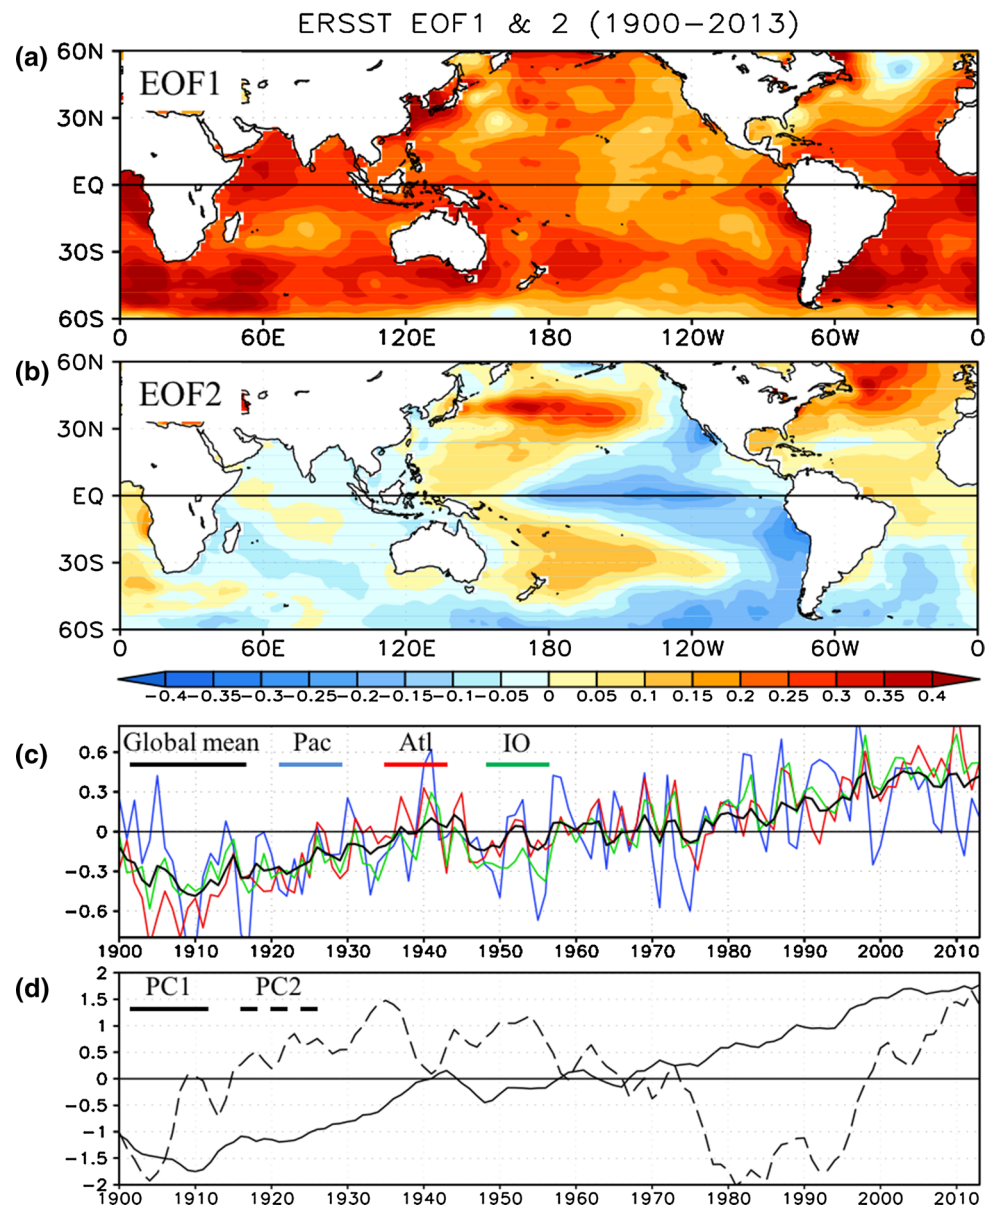 ERSST EOF1 & 2 (1900−2013)
(a)
EOF1
60N
30N
EQ
30S
60S
0 60E 120E 180 120W 60W 0
(b)
EOF2
60N
30N
EQ
30S
60S
0 60E 120E 180 120W 60W 0
−0.4 −0.35 −0.3 −0.25 −0.2 −0.15 −0.1 −0.05 0 0.05 0.1 0.15 0.2 0.25 0.3 0.35 0.4
(c)
Global mean Pac Atl IO
0.6
0.3
0
−0.3
−0.6
1900 1910 1920 1930 1940 1950 1960 1970 1980 1990 2000 2010
(d)
PC1 PC2
2
1.5
1
0.5
0
−0.5
−1
−1.5
−2
1900 1910 1920 1930 1940 1950 1960 1970 1980 1990 2000 2010